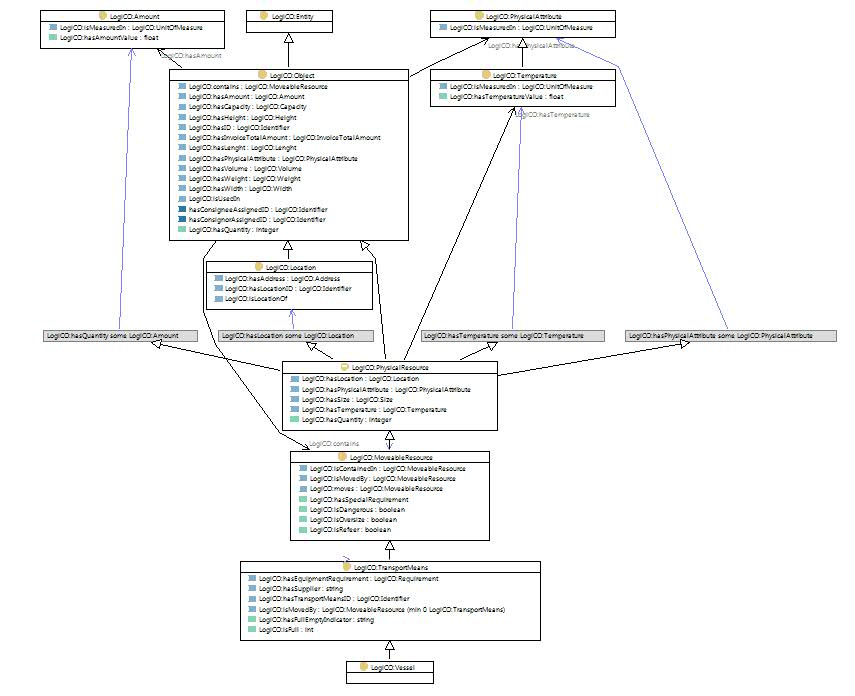 LogICO:Amount
LogICO:isMeasuredIn : LogICO:UnitOfMeasure
LogICO:hasAmountValue : float
LogICO:Entity
LogICO:PhysicalAttribute
LogICO:isMeasuredIn : LogICO:UnitOfMeasure
LogICO:hasAmount
LogICO:hasPhysicalAttribute
LogICO:Object
LogICO:contains : LogICO:MoveableResource
LogICO:hasAmount : LogICO:Amount
LogICO:hasCapacity : LogICO:Capacity
LogICO:hasHeight : LogICO:Height
LogICO:hasID : LogICO:Identifier
LogICO:hasInvoiceTotalAmount : LogICO:InvoiceTotalAmount
LogICO:hasLenght : LogICO:Lenght
LogICO:hasPhysicalAttribute : LogICO:PhysicalAttribute
LogICO:hasVolume : LogICO:Volume
LogICO:hasWeight : LogICO:Weight
LogICO:hasWidth : LogICO:Width
LogICO:isUsedIn
hasConsigneeAssignedID : LogICO:Identifier
hasConsignorAssignedID : LogICO:Identifier
LogICO:hasQuantity : integer
LogICO:Temperature
LogICO:isMeasuredIn : LogICO:UnitOfMeasure
LogICO:hasTemperatureValue : float
LogICO:hasTemperature
LogICO:Location
LogICO:hasAddress : LogICO:Address
LogICO:hasLocationID : LogICO:Identifier
LogICO:isLocationOf
LogICO:hasQuantity some LogICO:Amount
LogICO:hasLocation some LogICO:Location
LogICO:hasTemperature some LogICO:Temperature
LogICO:hasPhysicalAttribute some LogICO:PhysicalAttribute
LogICO:PhysicalResource
LogICO:hasLocation : LogICO:Location
LogICO:hasPhysicalAttribute : LogICO:PhysicalAttribute
LogICO:hasSize : LogICO:Size
LogICO:hasTemperature : LogICO:Temperature
LogICO:hasQuantity : integer
LogICO:contains
LogICO:MoveableResource
LogICO:isContainedIn : LogICO:MoveableResource
LogICO:isMovedBy : LogICO:MoveableResource
LogICO:moves : LogICO:MoveableResource
LogICO:hasSpecialRequirement
LogICO:isDangerous : boolean
LogICO:isOversize : boolean
LogICO:isReefer : boolean
LogICO:TransportMeans
LogICO:hasEquipmentRequirement : LogICO:Requirement
LogICO:hasSupplier : string
LogICO:hasTransportMeansID : LogICO:Identifier
LogICO:isMovedBy : LogICO:MoveableResource (min 0 LogICO:TransportMeans)
LogICO:hasFullEmptyIndicator : string
LogICO:isFull : int
LogICO:Vessel